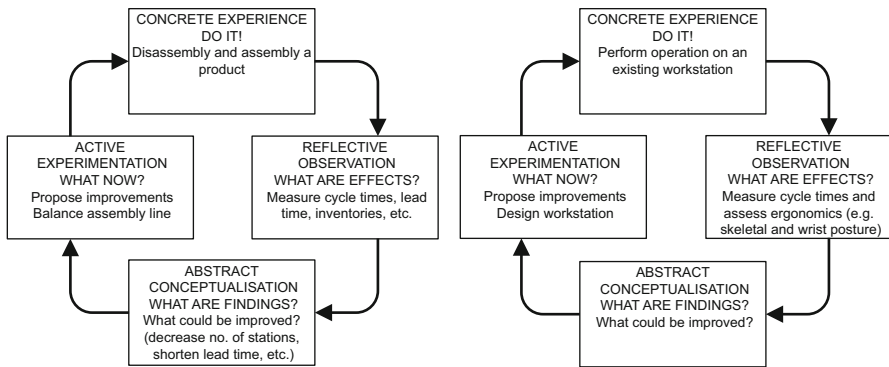 CONCRETE EXPERIENCE
DO IT!
Disassembly and assembly a
product
ACTIVE
EXPERIMENTATION
WHAT NOW?
Propose improvements
Balance assembly line
REFLECTIVE
OBSERVATION
WHAT ARE EFFECTS?
Measure cycle times, lead
time, inventories, etc.
ABSTRACT
CONCEPTUALISATION
WHAT ARE FINDINGS?
What could be improved?
(decrease no. of stations,
shorten lead time, etc.)
CONCRETE EXPERIENCE
DO IT!
Perform operation on an
existing workstation
ACTIVE
EXPERIMENTATION
WHAT NOW?
Propose improvements
Design workstation
REFLECTIVE
OBSERVATION
WHAT ARE EFFECTS?
Measure cycle times and
assess ergonomics (e.g.
skeletal and wrist posture)
ABSTRACT
CONCEPTUALISATION
WHAT ARE FINDINGS?
What could be improved?